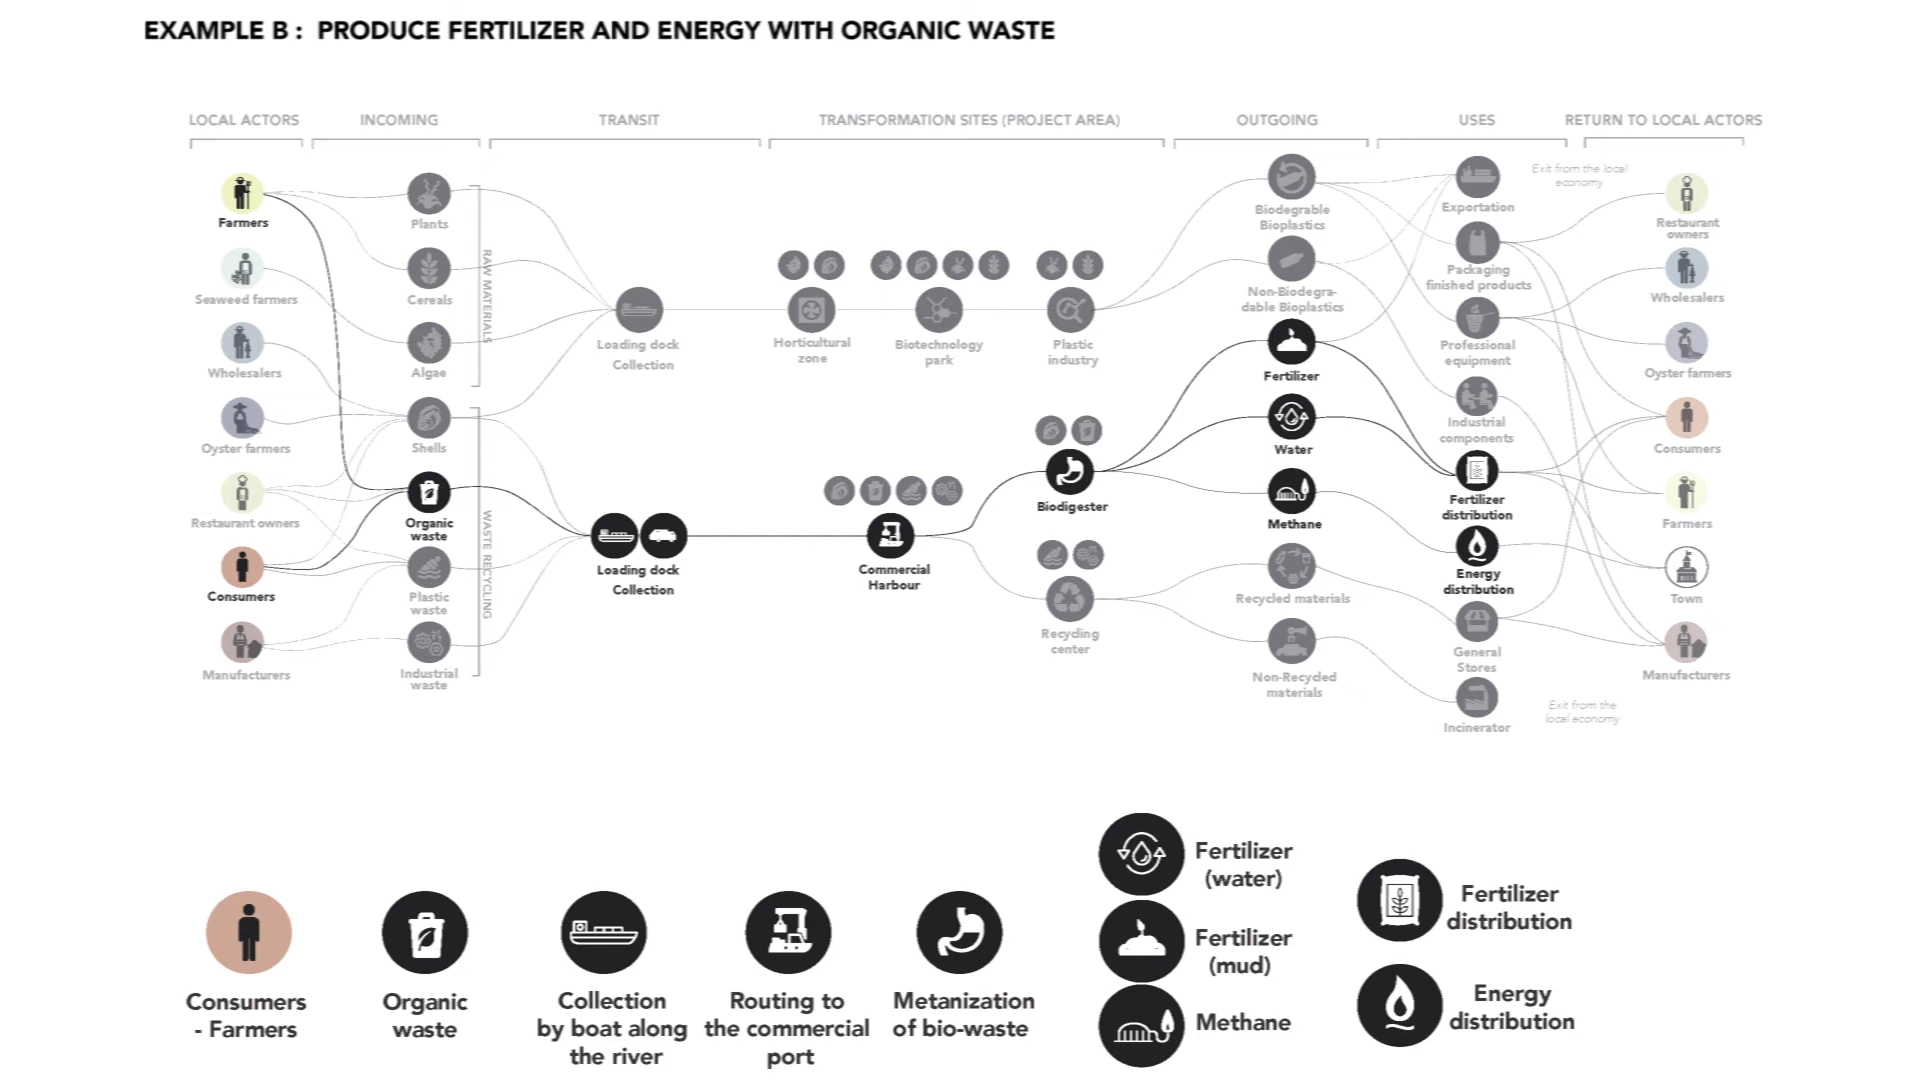 EXAMPLE B : PRODUCE FERTILIZER AND ENERGY WITH ORGANIC WASTE
LOCAL ACTORS
INCOMING
TRANSIT
TRANSFORMATION SITES (PROJECT AREA)
OUTGOING
USES
RETURN TO LOCAL ACTORS
Farmers
Seaweed farmers
Wholesalers
Oyster farmers
Restaurant owners
Consumers
Manufacturers
Plants
Cereals
Algae
Shells
Organic
waste
Plastic
waste
Industrial
waste
RAW MATERIALS
WASTE RECYCLING
Loading dock
Collection
Loading dock
Collection
Horticultural
zone
Biotechnology
park
Plastic
industry
Commercial
Harbour
Biodigester
Recycling
center
Biodegrable
Bioplastics
Non-Biodegra-
dable Bioplastics
Fertilizer
Water
Methane
Recycled materials
Non-Recycled
materials
Exportation
Packaging
finished products
Professional
equipment
Industrial
components
Fertilizer
distribution
Energy
distribution
General
Stores
Incinerator
Exit from the local
economy
Exit from the
local economy
Restaurant
owners
Wholesalers
Oyster farmers
Consumers
Farmers
Town
Manufacturers
Consumers
- Farmers
Organic
waste
Collection
by boat along
the river
Routing to
the commercial
port
Metanization
of bio-waste
Fertilizer
(water)
Fertilizer
(mud)
Methane
Fertilizer
distribution
Energy
distribution